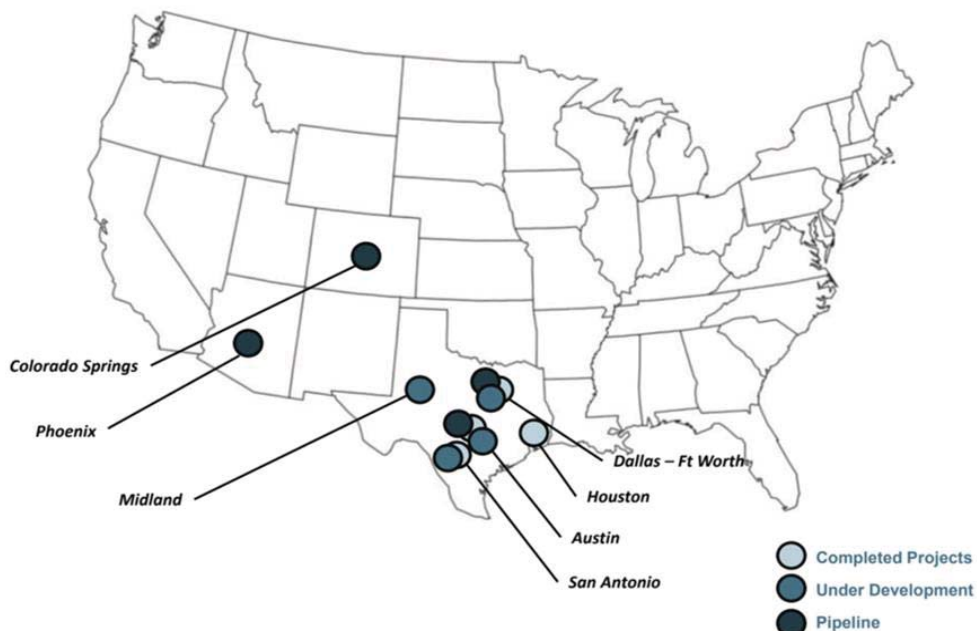 Colorado Springs
Phoenix
Midland
Dallas – Ft Worth
Houston
Austin
San Antonio
Completed Projects
Under Development
Pipeline